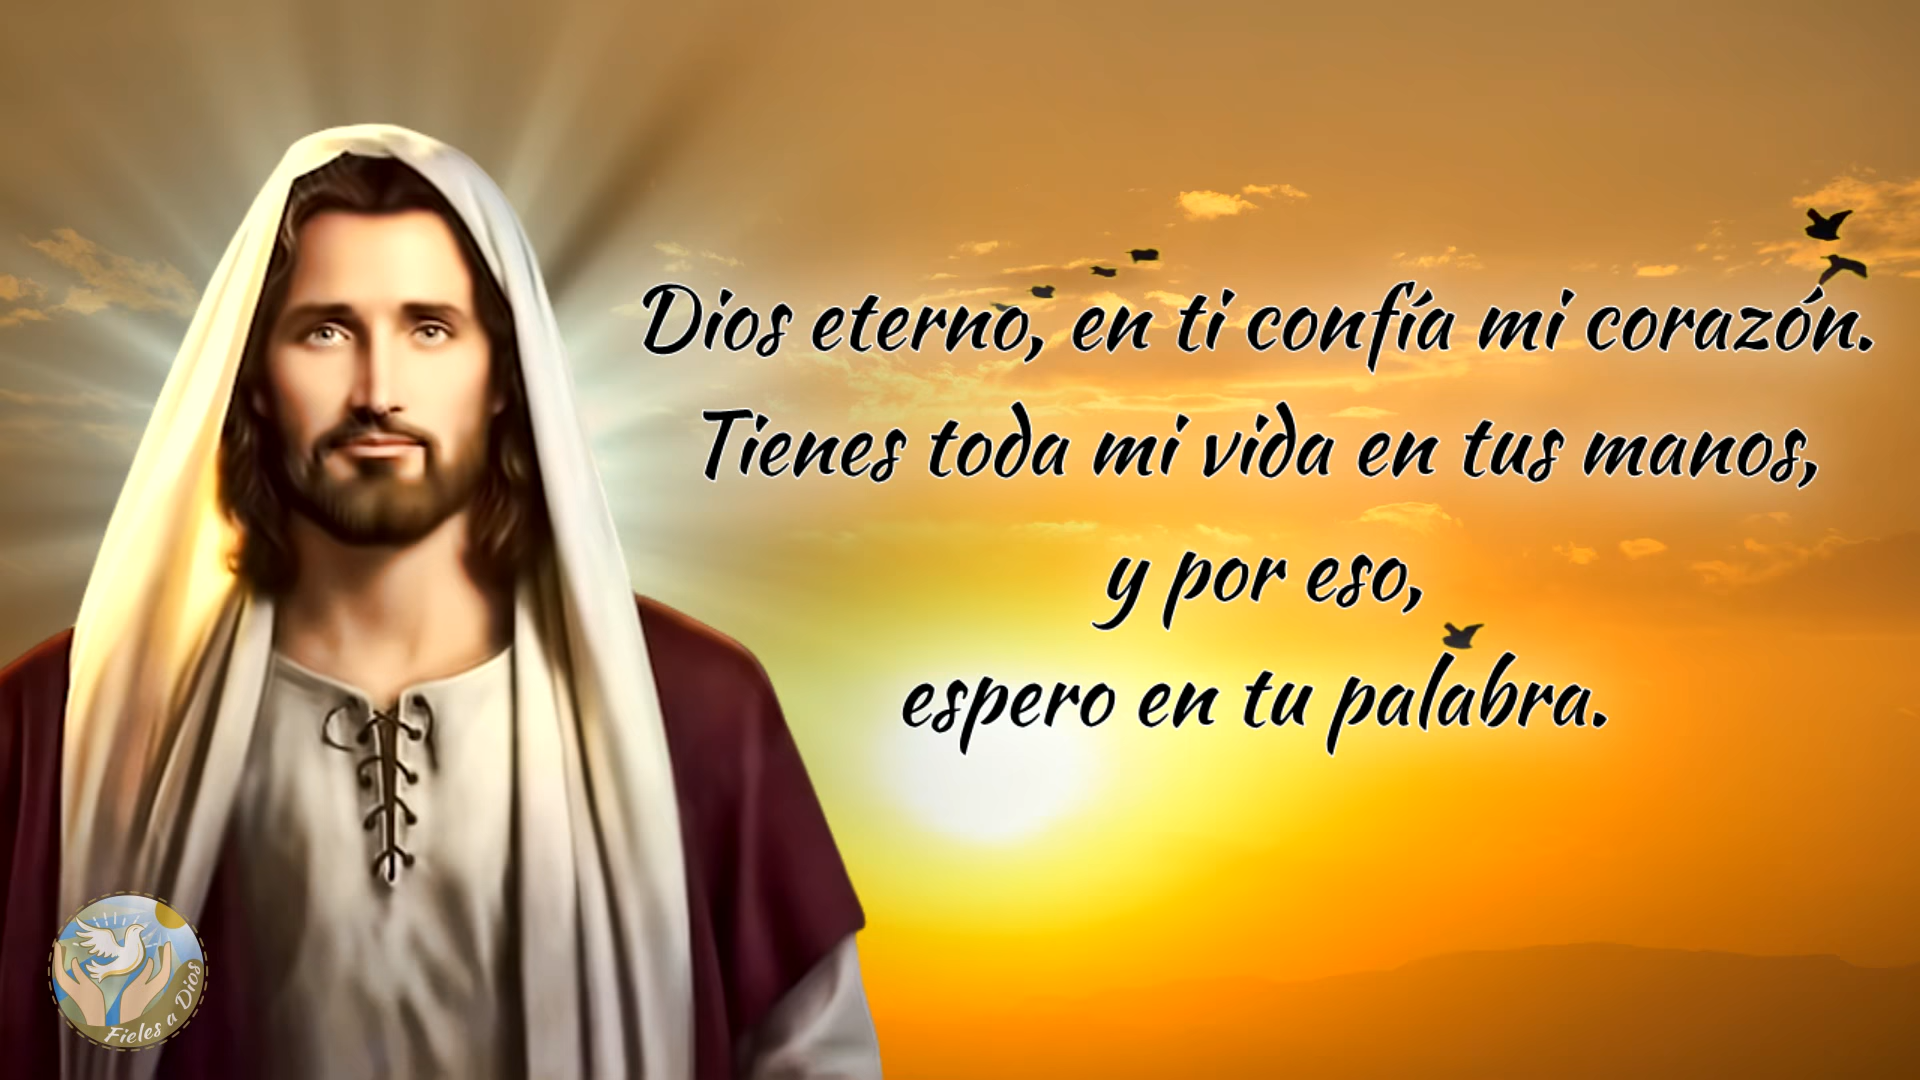 Dios eterno, en ti confía mi corazón.
Tienes toda mi vida en tus manos,
y por eso,
espero en tu palabra.
Fieles a Dios